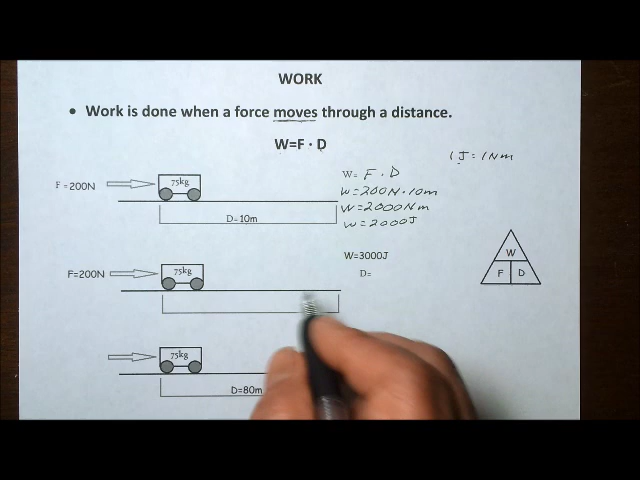 WORK
• Work is done when a force moves through a distance.
W=F · D
1J=1Nm
F=200N
75kg
D=10m
W= F · D
W=200N·10m
W=2000Nm
W=2000J
F=200N
75kg
W=3000J
D=
W
F D
75kg
D=80m